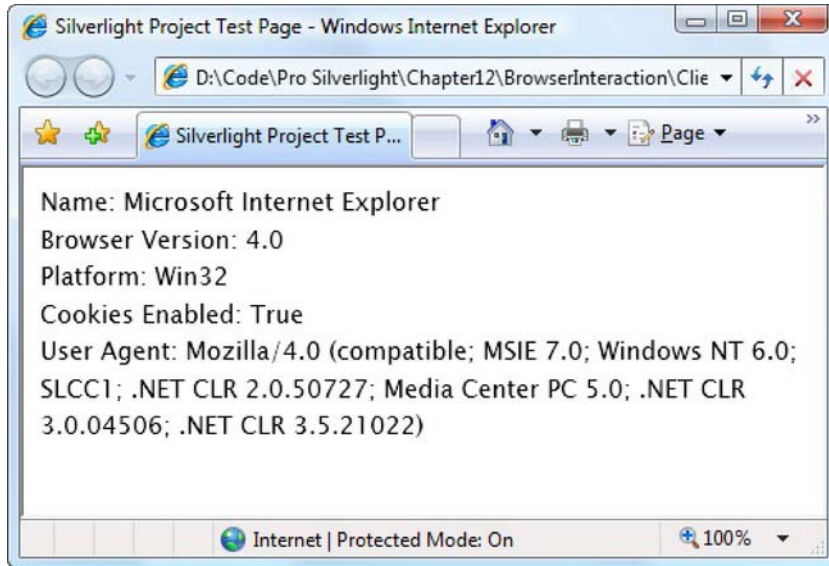 Silverlight Project Test Page - Windows Internet Explorer
D:\Code\Pro Silverlight\Chapter12\BrowserInteraction\Clie
Silverlight Project Test P...
Page
Name: Microsoft Internet Explorer
Browser Version: 4.0
Platform: Win32
Cookies Enabled: True
User Agent: Mozilla/4.0 (compatible; MSIE 7.0; Windows NT 6.0;
SLCC1; .NET CLR 2.0.50727; Media Center PC 5.0; .NET CLR
3.0.04506; .NET CLR 3.5.21022)
Internet | Protected Mode: On
100%